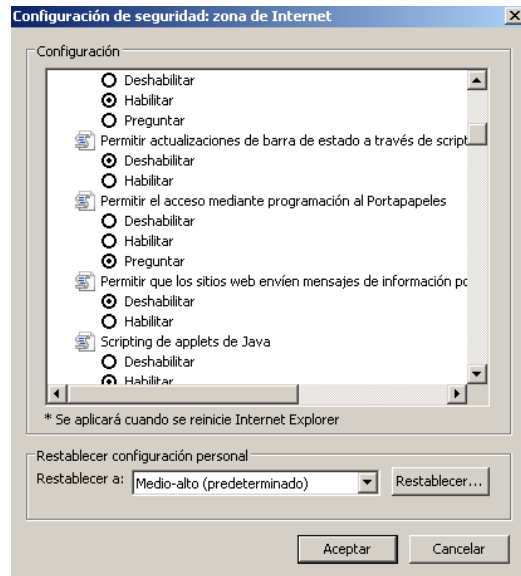 Configuración de seguridad: zona de Internet
Configuración
Deshabilitar
Habilitar
Preguntar
Permitir actualizaciones de barra de estado a través de script
Deshabilitar
Habilitar
Permitir el acceso mediante programación al Portapapeles
Deshabilitar
Habilitar
Preguntar
Permitir que los sitios web envíen mensajes de información po
Deshabilitar
Habilitar
Scripting de applets de Java
Deshabilitar
Habilitar
* Se aplicará cuando se reinicie Internet Explorer
Restablecer configuración personal
Restablecer a: Medio-alto (predeterminado) Restablecer...
Aceptar Cancelar